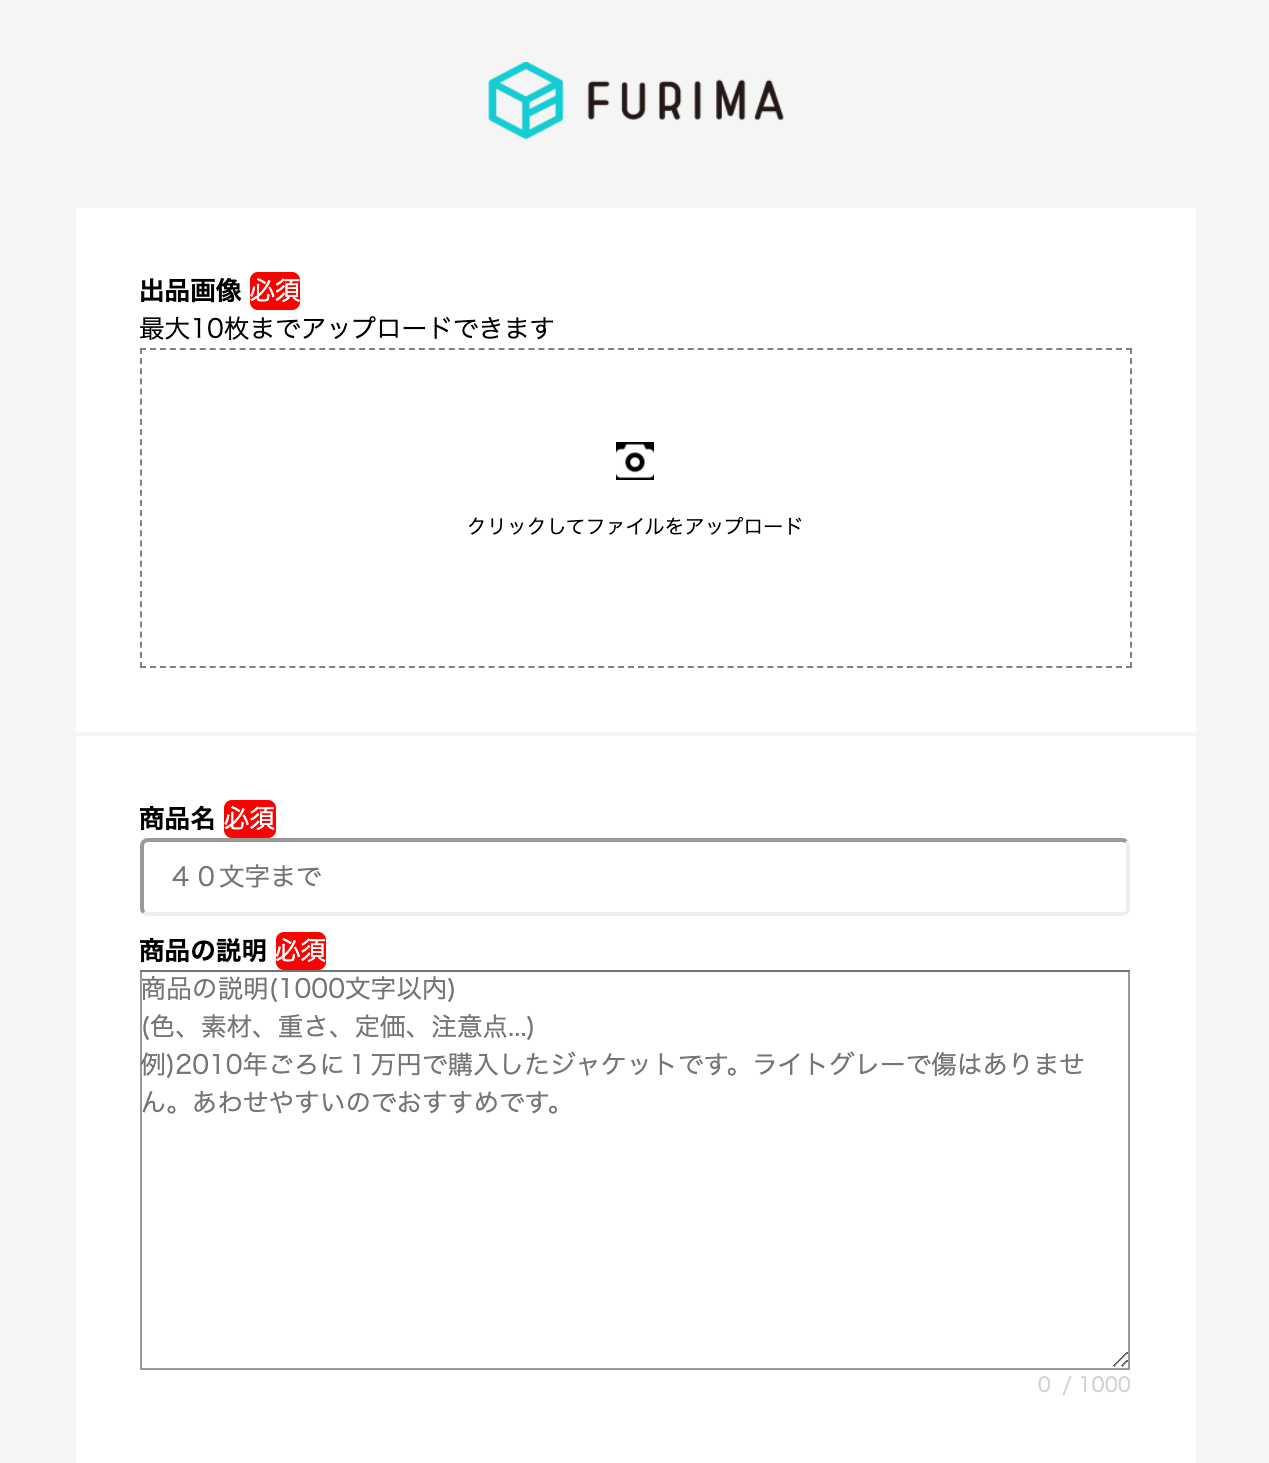 FURIMA
出品画像 必須
最大10枚までアップロードできます
クリックしてファイルをアップロード
商品名 必須
４０文字まで
商品の説明 必須
商品の説明(1000文字以内)
(色、素材、重さ、定価、注意点...)
例)2010年ごろに１万円で購入したジャケットです。ライトグレーで傷はありませ
ん。あわせやすいのでおすすめです。
0 / 1000